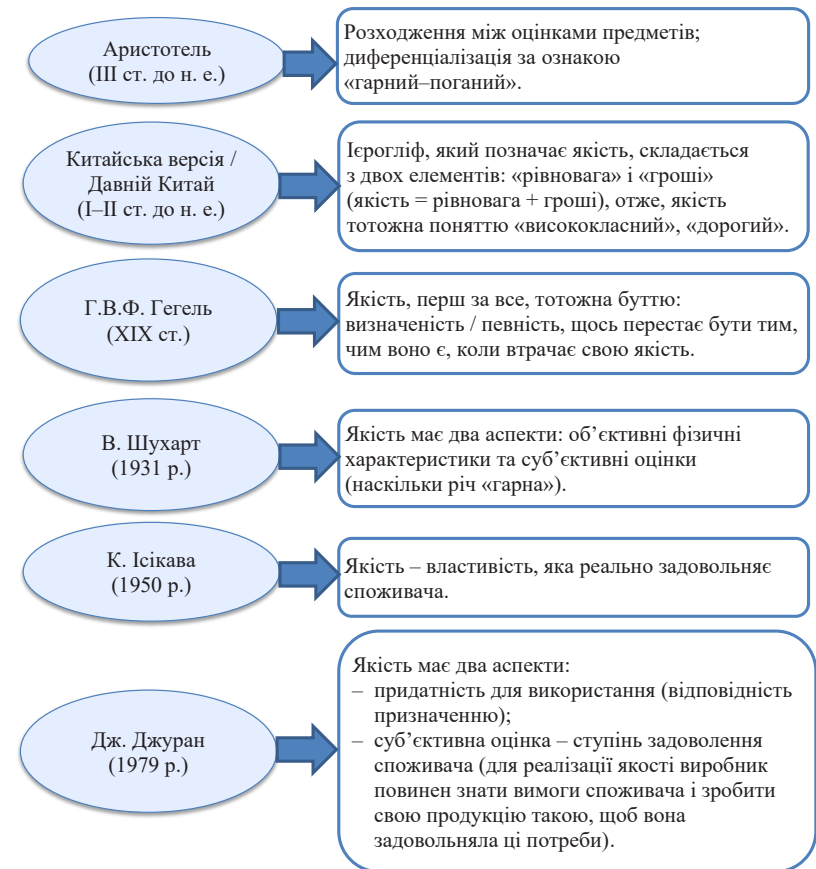 Аристотель
(ІІІ ст. до н. е.)
Розходження між оцінками предметів;
диференціалізація за ознакою
«гарний–поганий».
Китайська версія /
Давній Китай
(І–ІІ ст. до н. е.)
Ієрогліф, який позначає якість, складається
з двох елементів: «рівновага» і «гроші»
(якість = рівновага + гроші), отже, якість
тотожна поняттю «висококласний», «дорогий».
Г.В.Ф. Гегель
(ХІХ ст.)
Якість, перш за все, тотожна буттю:
визначеність / певність, щось перестає бути тим,
чим воно є, коли втрачає свою якість.
В. Шухарт
(1931 р.)
Якість має два аспекти: об’єктивні фізичні
характеристики та суб’єктивні оцінки
(наскільки річ «гарна»).
К. Ісікава
(1950 р.)
Якість – властивість, яка реально задовольняє
споживача.
Дж. Джуран
(1979 р.)
Якість має два аспекти:
– придатність для використання (відповідність
призначенню);
– суб’єктивна оцінка – ступінь задоволення
споживача (для реалізації якості виробник
повинен знати вимоги споживача і зробити
свою продукцію такою, щоб вона
задовольняла ці потреби).